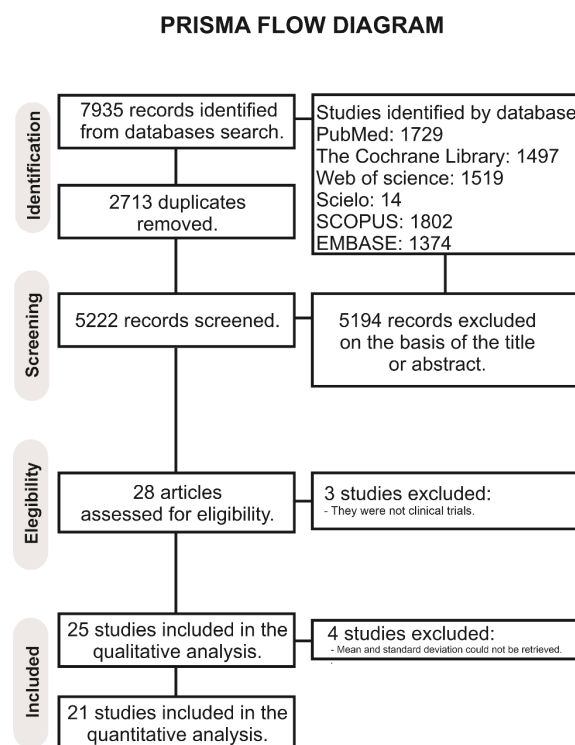 PRISMA FLOW DIAGRAM
Identification
7935 records identified
from databases search.
Studies identified by database
PubMed: 1729
The Cochrane Library: 1497
Web of science: 1519
Scielo: 14
SCOPUS: 1802
EMBASE: 1374
2713 duplicates
removed.
Screening
5222 records screened.
5194 records excluded
on the basis of the title
or abstract.
Elegibility
28 articles
assessed for eligibility.
3 studies excluded:
- They were not clinical trials.
Included
25 studies included in the
qualitative analysis.
4 studies excluded:
- Mean and standard deviation could not be retrieved.
.
21 studies included in the
quantitative analysis.